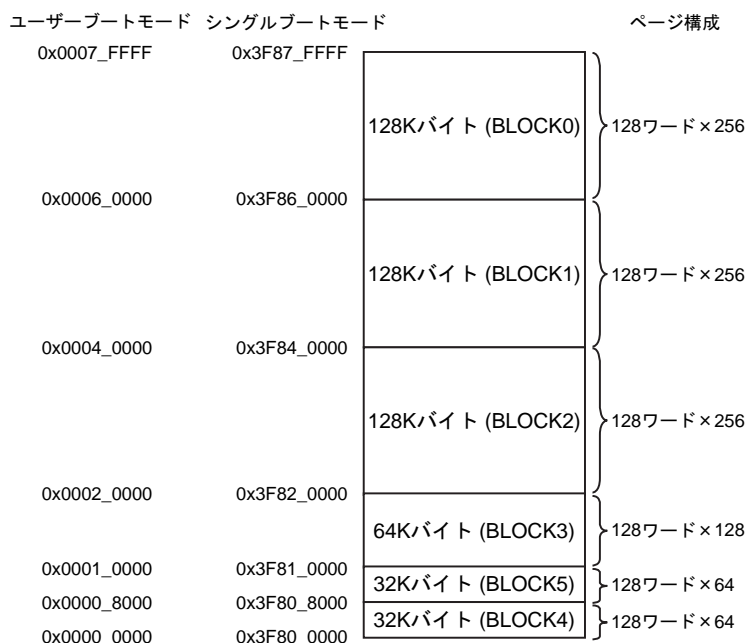 ユーザーブートモード シングルブートモード ページ構成
0x0007_FFFF 0x3F87_FFFF
128Kバイト (BLOCK0) 128ワード×256
0x0006_0000 0x3F86_0000
128Kバイト (BLOCK1) 128ワード×256
0x0004_0000 0x3F84_0000
128Kバイト (BLOCK2) 128ワード×256
0x0002_0000 0x3F82_0000
64Kバイト (BLOCK3) 128ワード×128
0x0001_0000 0x3F81_0000
32Kバイト (BLOCK5) 128ワード×64
0x0000_8000 0x3F80_8000
32Kバイト (BLOCK4) 128ワード×64
0x0000_0000 0x3F80_0000